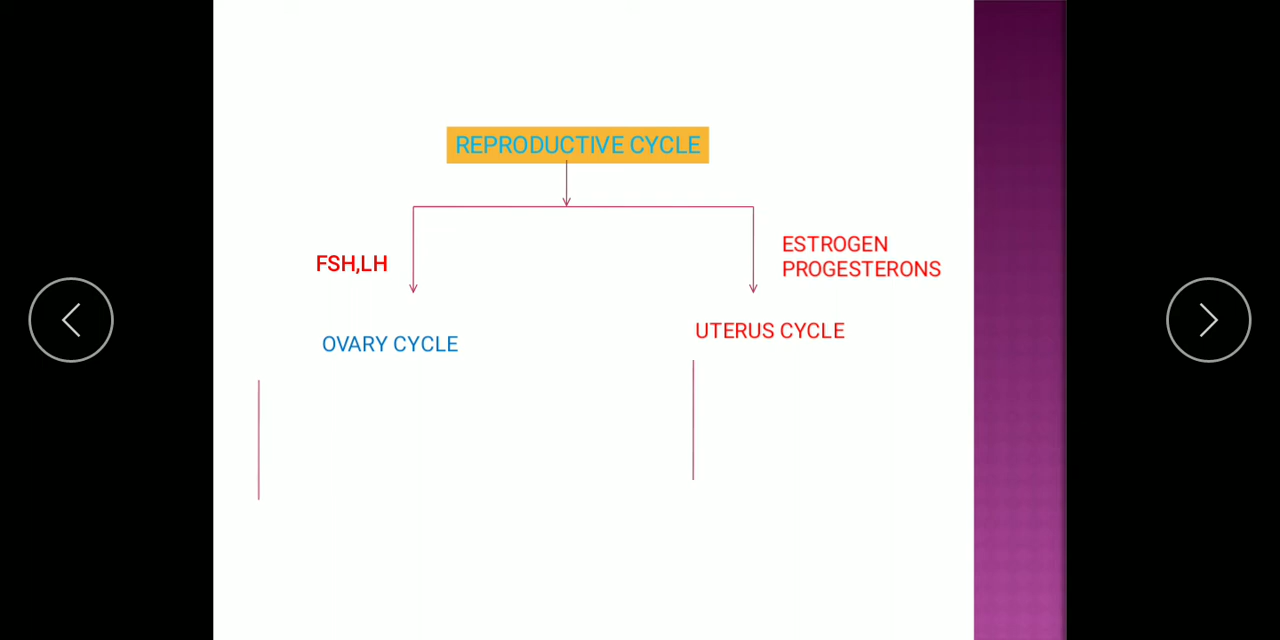 REPRODUCTIVE CYCLE
FSH,LH
ESTROGEN
PROGESTERONS
OVARY CYCLE
UTERUS CYCLE